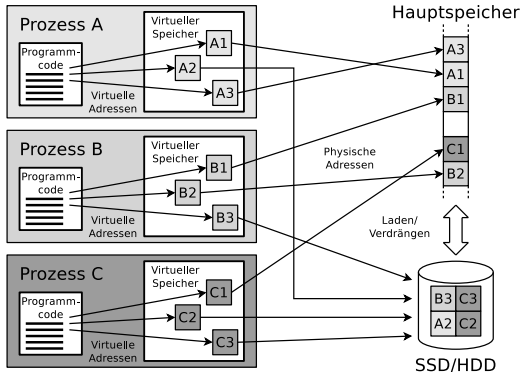 Hauptspeicher
Prozess A
Virtueller
Speicher
Programm-
code
A1
A2
A3
Virtuelle
Adressen
Prozess B
Virtueller
Speicher
Programm-
code
B1
B2
B3
Virtuelle
Adressen
Prozess C
Virtueller
Speicher
Programm-
code
C1
C2
C3
Virtuelle
Adressen
Physische
Adressen
A3
A1
B1
C1
B2
Laden/
Verdrängen
B3 C3
A2 C2
SSD/HDD